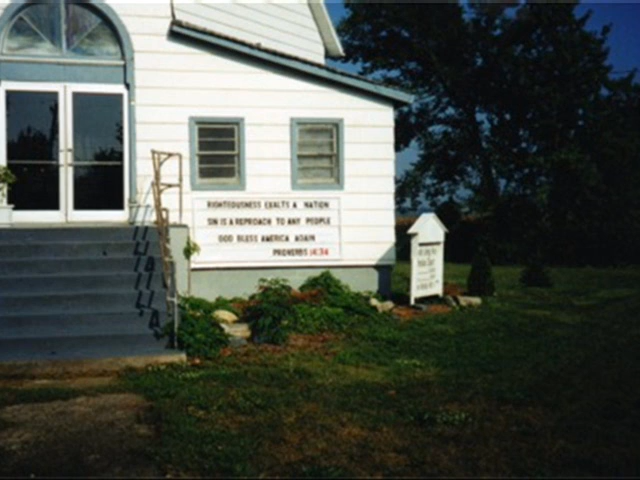 RIGHTEOUSNESS EXALTS A NATION
SIN IS A REPROACH TO ANY PEOPLE
GOD BLESS AMERICA AGAIN
PROVERBS 14:34